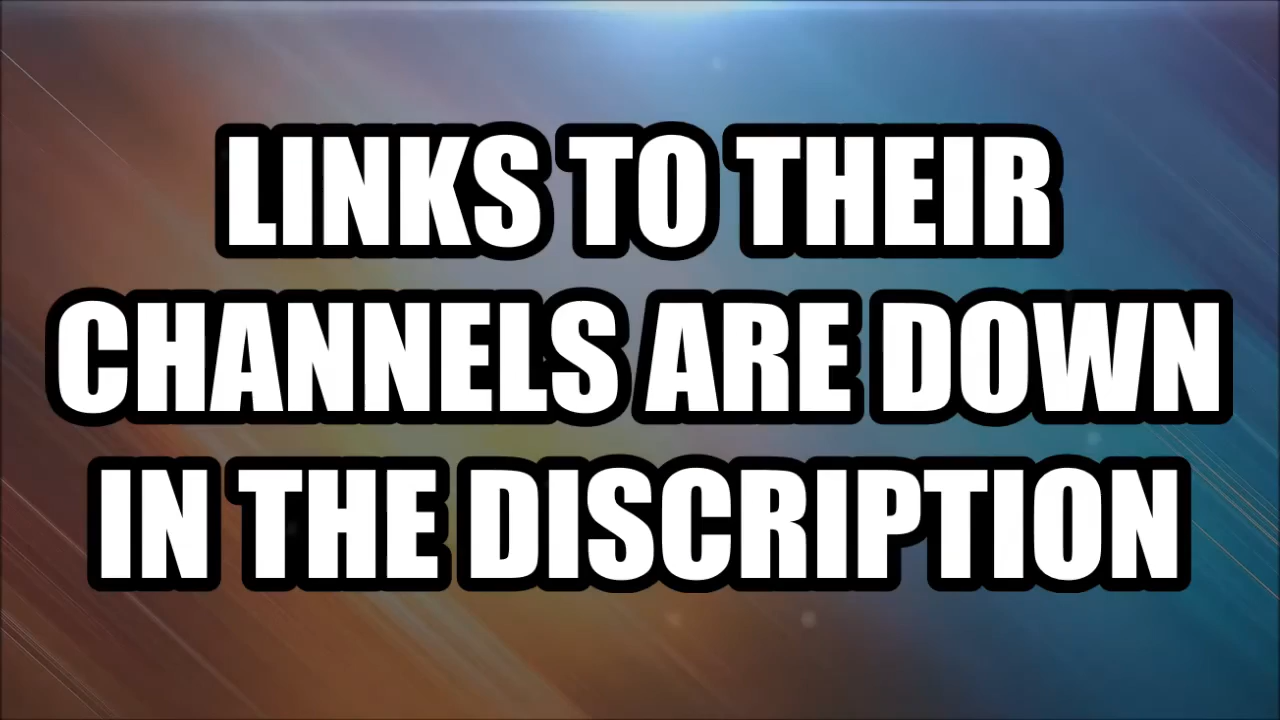 LINKS TO THEIR
CHANNELS ARE DOWN
IN THE DISCRIPTION